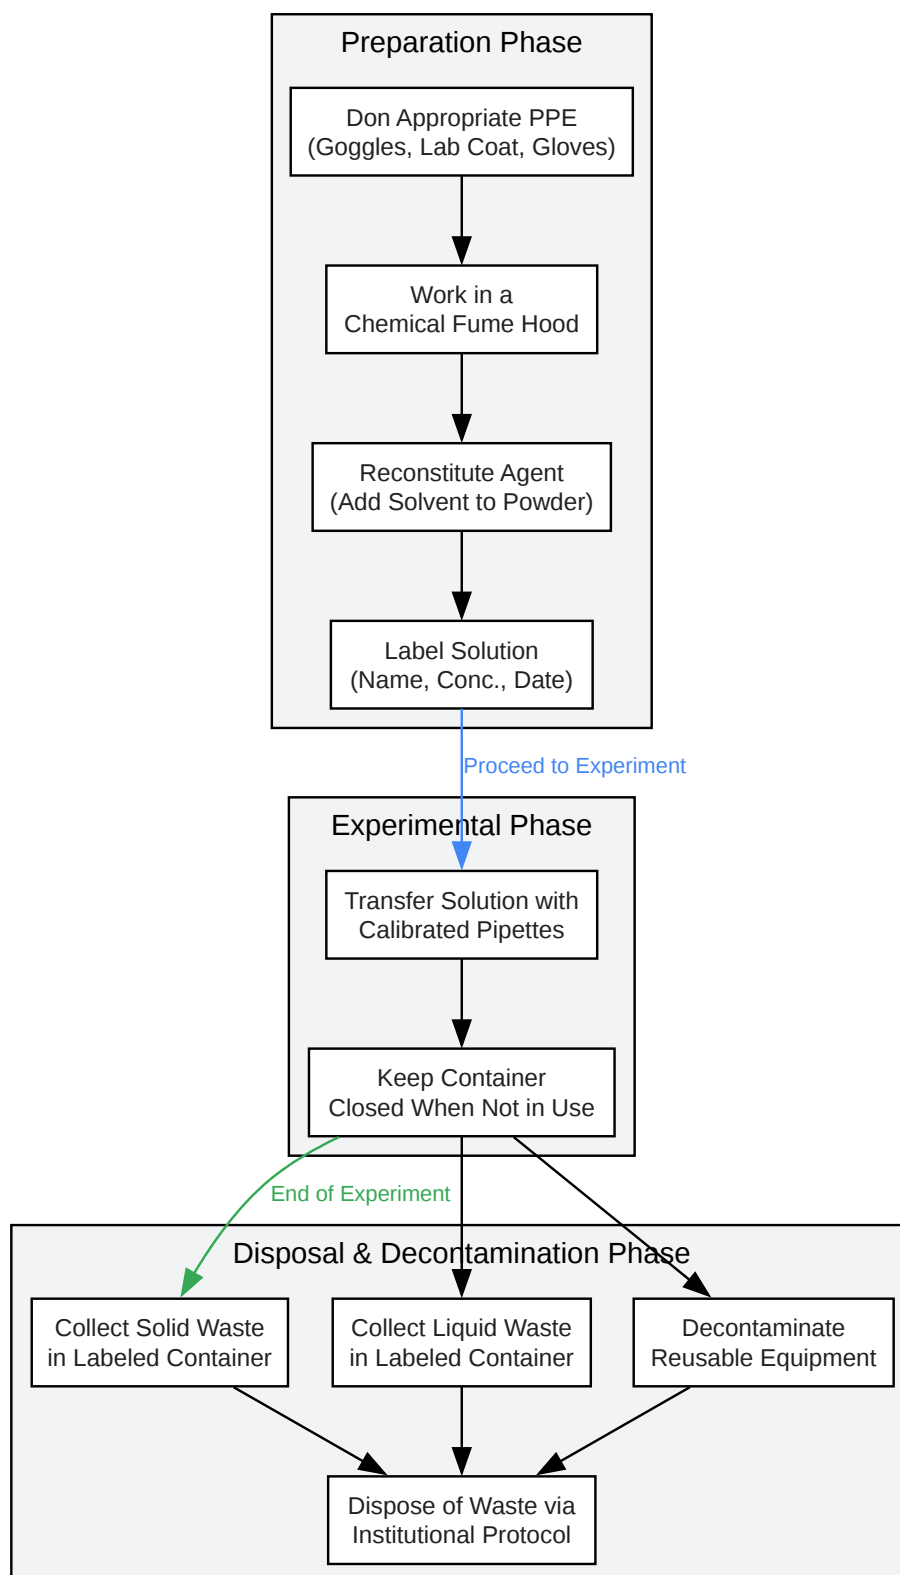 Preparation Phase
Don Appropriate PPE
(Goggles, Lab Coat, Gloves)
Work in a
Chemical Fume Hood
Reconstitute Agent
(Add Solvent to Powder)
Label Solution
(Name, Conc., Date)
Proceed to Experiment
Experimental Phase
Transfer Solution with
Calibrated Pipettes
Keep Container
Closed When Not in Use
End of Experiment
Disposal & Decontamination Phase
Collect Solid Waste
in Labeled Container
Collect Liquid Waste
in Labeled Container
Decontaminate
Reusable Equipment
Dispose of Waste via
Institutional Protocol